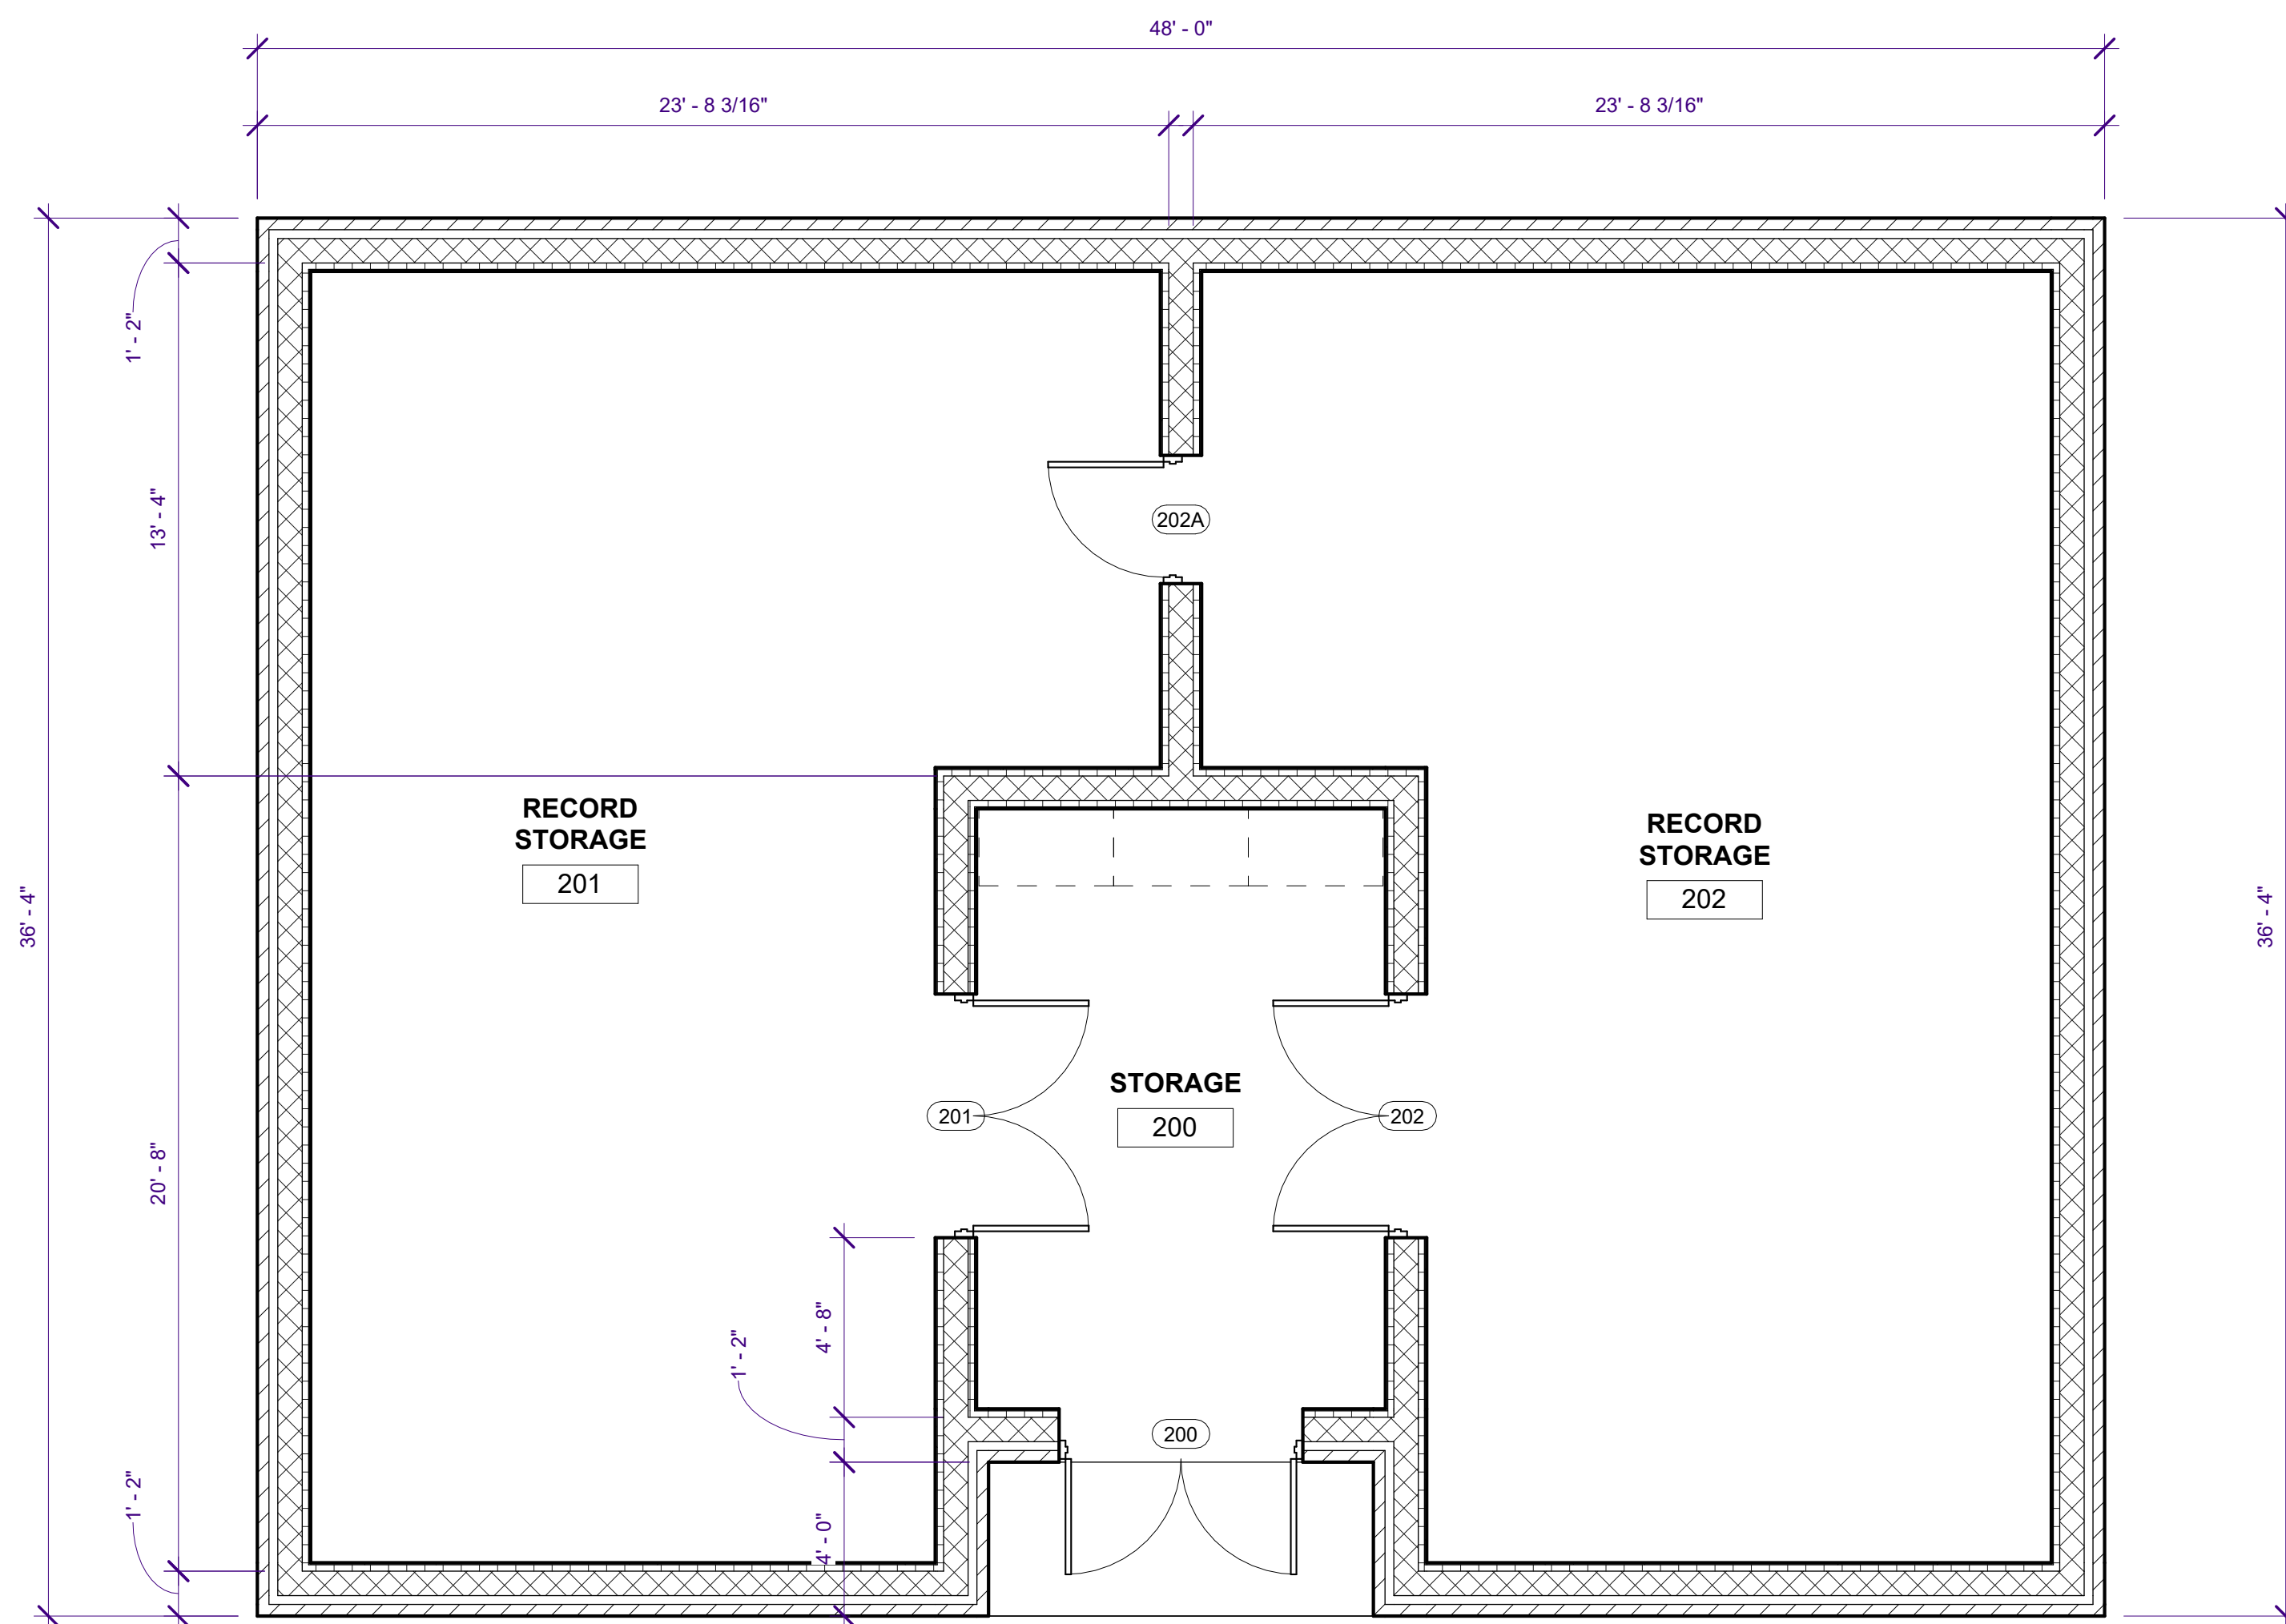 48' - 0"
23' - 8 3/16"
23' - 8 3/16"
1' - 2"
13' - 4"
202A
RECORD
STORAGE
201
RECORD
STORAGE
202
36' - 4"
36' - 4"
STORAGE
200
201
202
20' - 8"
4' - 8"
1' - 2"
200
1' - 2"
4' - 0"